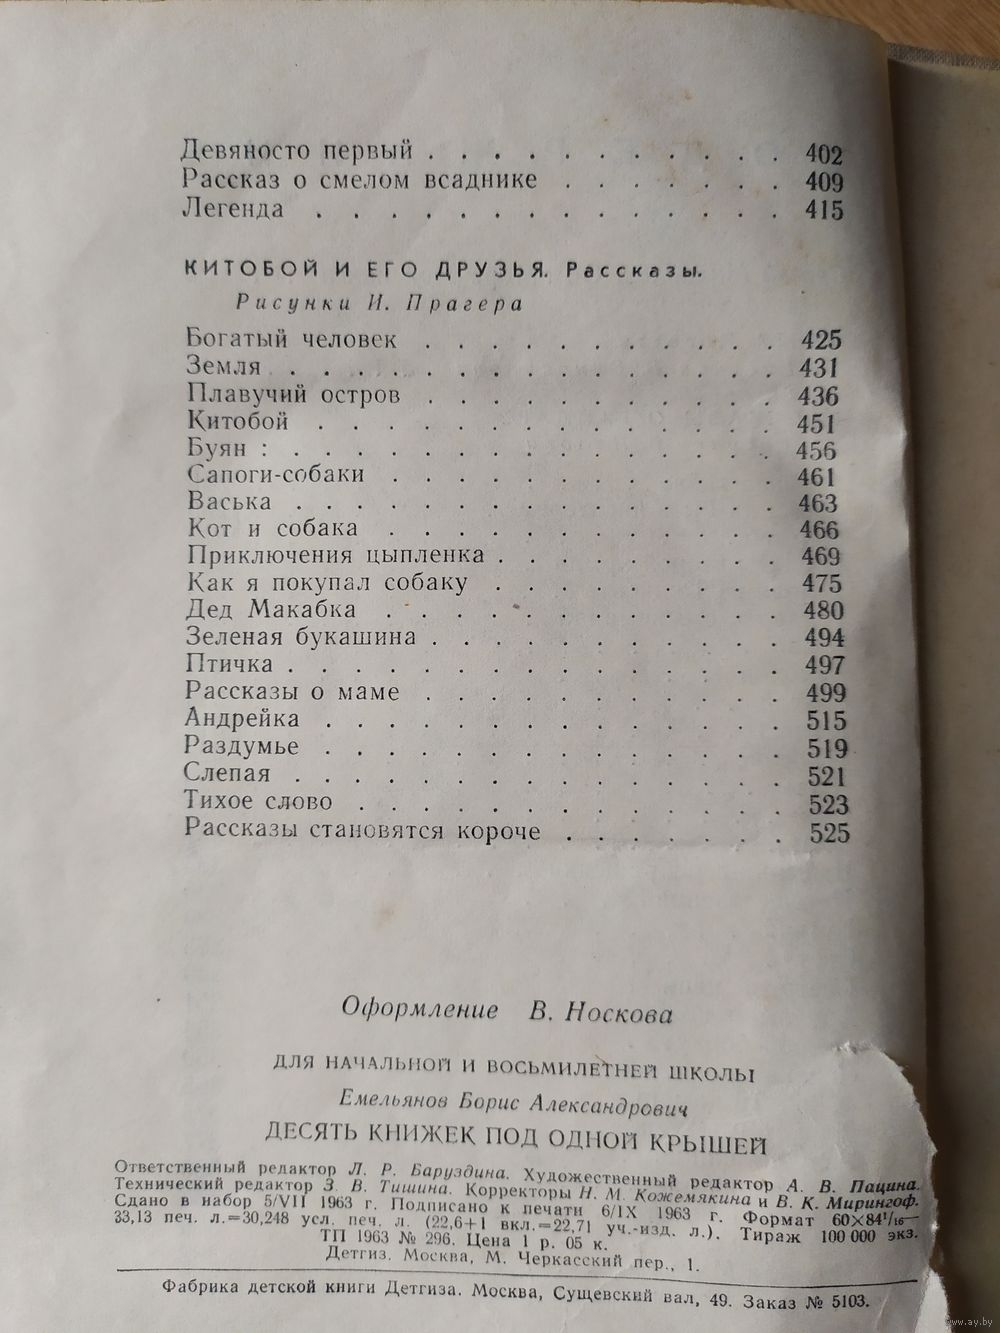 Девяносто первый . . . . . . . . . . . 402
Рассказ о смелом всаднике . . . . . . . 409
Легенда . . . . . . . . . . . . . . 415
КИТОБОЙ И ЕГО ДРУЗЬЯ. Рассказы.
Рисунки И. Прагера
Богатый человек . . . . . . . . . . . 425
Земля . . . . . . . . . . . . . . . 431
Плавучий остров . . . . . . . . . . . 436
Китобой . . . . . . . . . . . . . . 451
Буян : . . . . . . . . . . . . . . . 456
Сапоги-собаки . . . . . . . . . . . . 461
Васька . . . . . . . . . . . . . . . 463
Кот и собака . . . . . . . . . . . . 466
Приключения цыпленка . . . . . . . . . 469
Как я покупал собаку . . . . . . . . . 475
Дед Макабка . . . . . . . . . . . . 480
Зеленая букашина . . . . . . . . . . . 494
Птичка . . . . . . . . . . . . . . . 497
Рассказы о маме . . . . . . . . . . . 499
Андрейка . . . . . . . . . . . . . . 515
Раздумье . . . . . . . . . . . . . . 519
Слепая . . . . . . . . . . . . . . . 521
Тихое слово . . . . . . . . . . . . . 523
Рассказы становятся короче . . . . . . . 525
Оформление В. Носкова
ДЛЯ НАЧАЛЬНОЙ И ВОСЬМИЛЕТНЕЙ ШКОЛЫ
Емельянов Борис Александрович
ДЕСЯТЬ КНИЖЕК ПОД ОДНОЙ КРЫШЕЙ
Ответственный редактор Л. Р. Баруздина. Художественный редактор А. В. Пацина.
Технический редактор З. В. Тишина. Корректоры Н. М. Кожемякина и В. К. Мирингоф.
Сдано в набор 5/VII 1963 г. Подписано к печати 6/IX 1963 г. Формат 60×84¹/₁₆—
33,13 печ. л.=30,248 усл. печ. л. (22,6+1 вкл.=22,71 уч.-изд. л.). Тираж 100 000 экз.
ТП 1963 № 296. Цена 1 р. 05 к.
Детгиз. Москва, М. Черкасский пер., 1.
Фабрика детской книги Детгиза. Москва, Сущевский вал, 49. Заказ № 5103.
www.ay.by